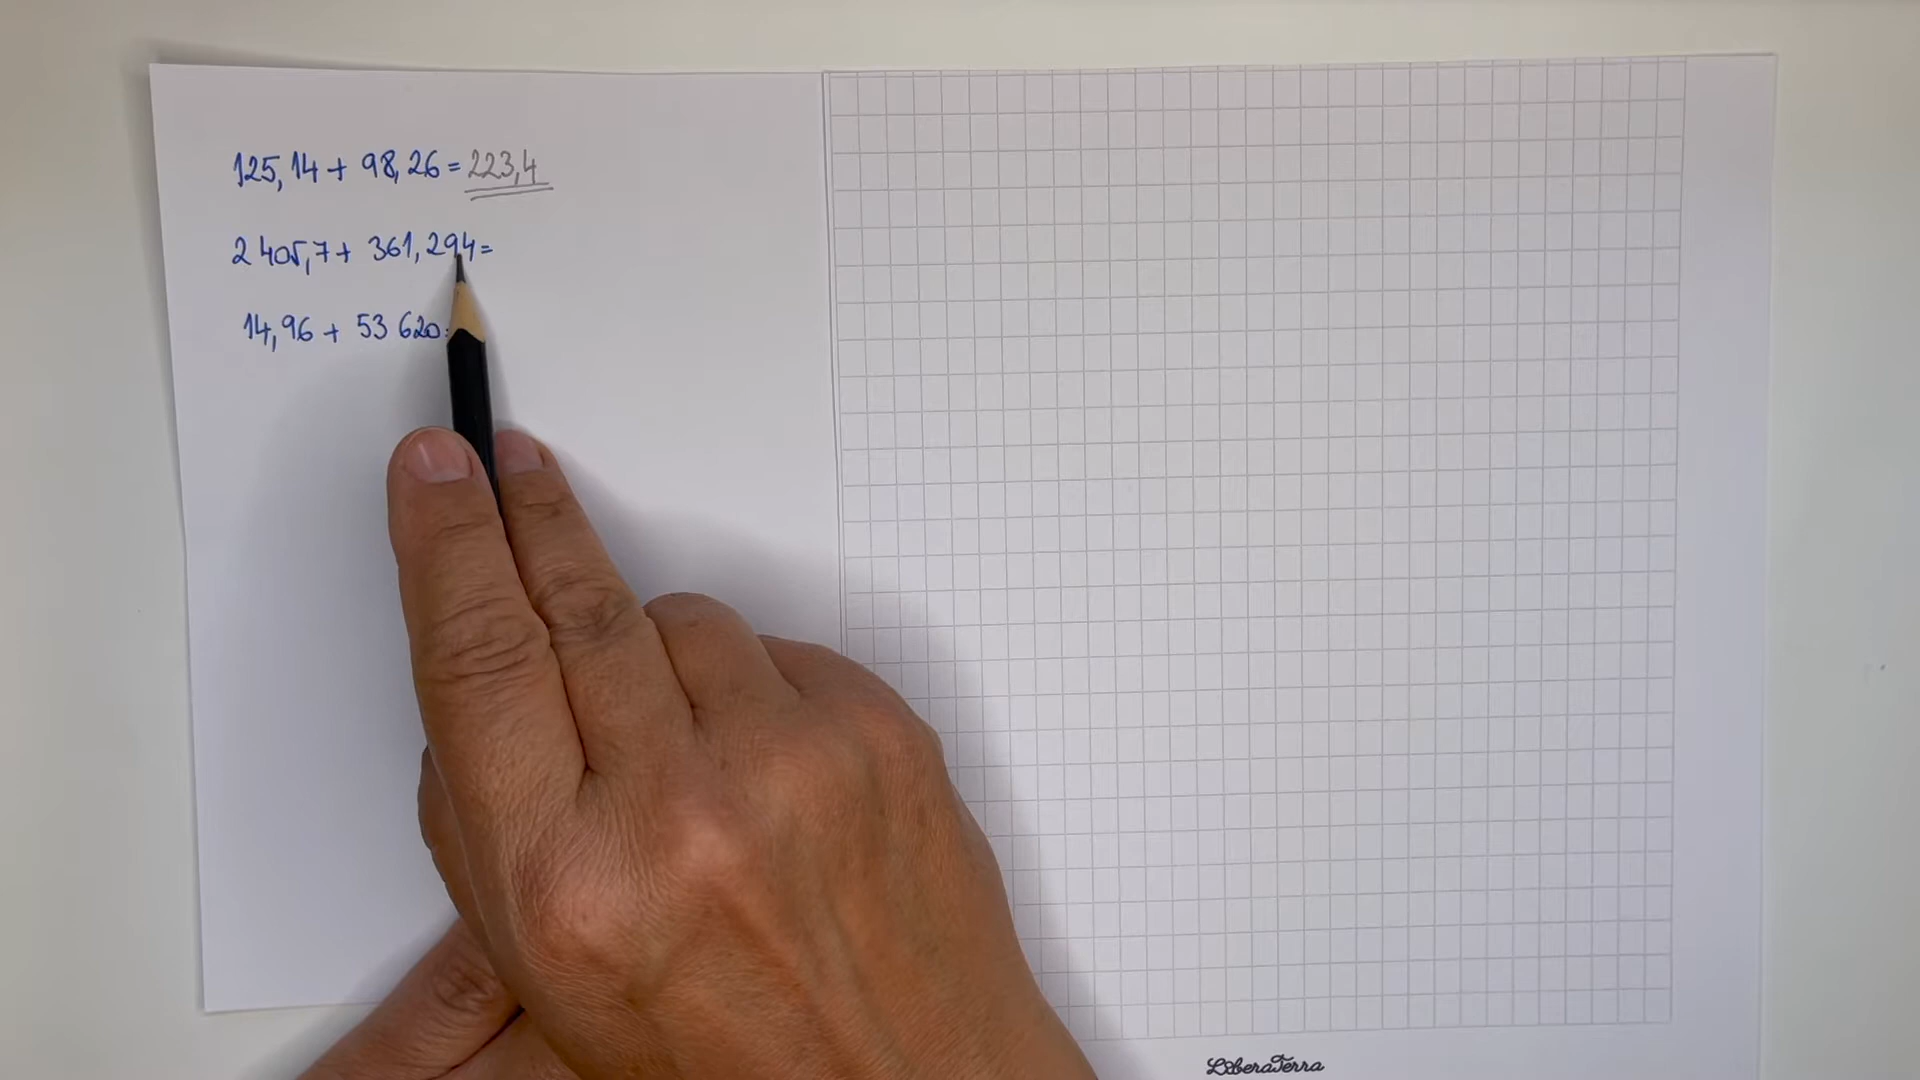 125,14 + 98,26 = 223,4
2 405,7 + 361,294 =
14,96 + 53 620
LiberaTerra